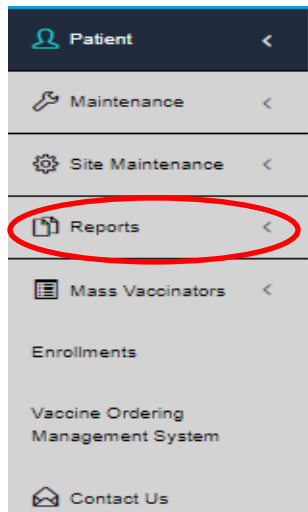 Patient
Maintenance
Site Maintenance
Reports
Mass Vaccinators
Enrollments
Vaccine Ordering
Management System
Contact Us